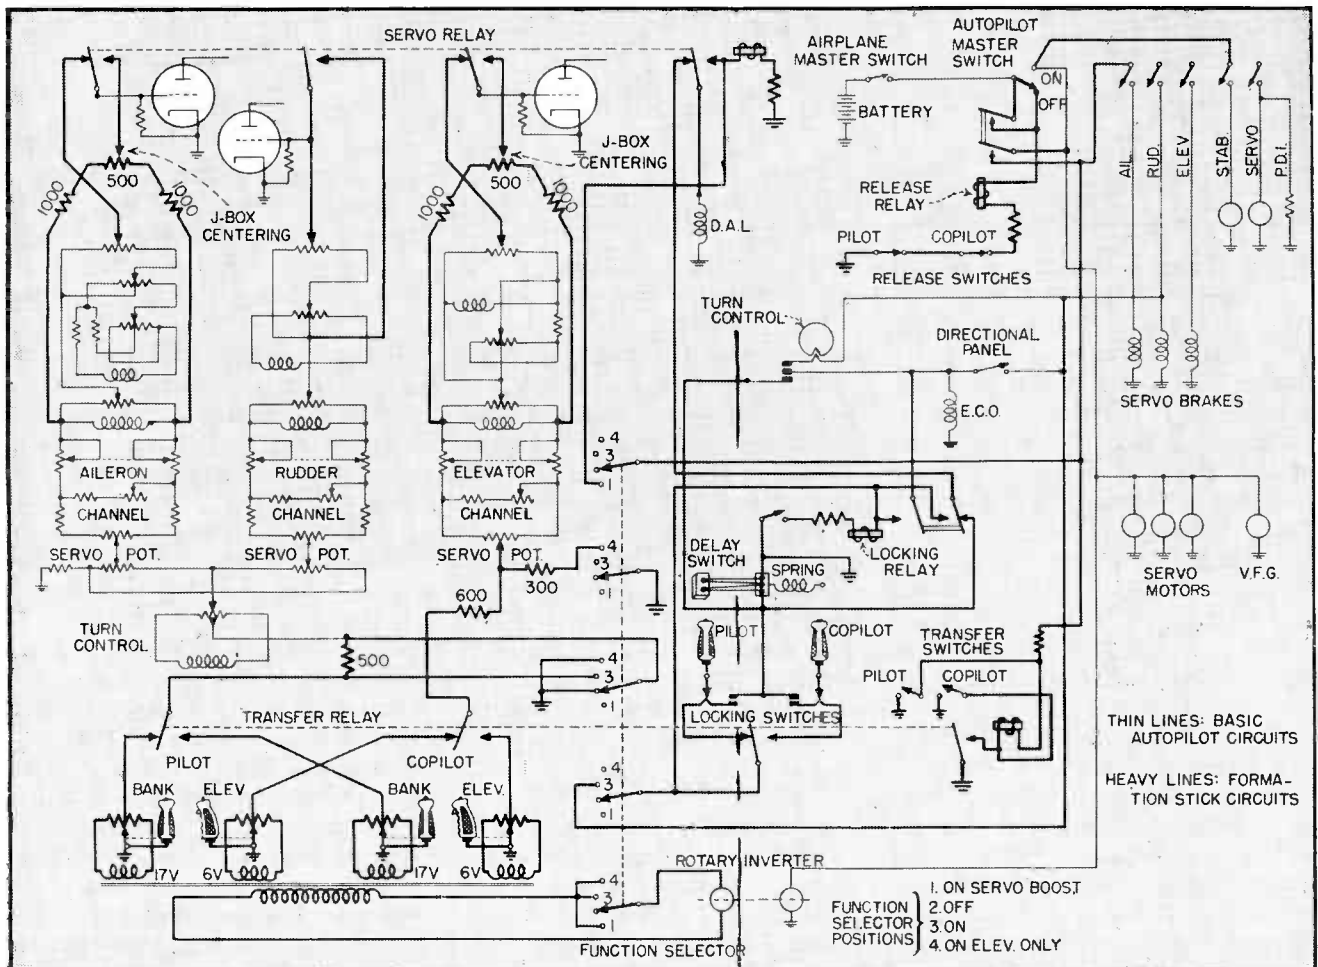 SERVO RELAY
AIRPLANE
MASTER SWITCH
AUTOPILOT
MASTER
SWITCH
ON
OFF
BATTERY
J-BOX
CENTERING
500
1000
1000
J-BOX
CENTERING
500
1000
1000
D.A.L.
RELEASE
RELAY
PILOT
COPILOT
RELEASE SWITCHES
AIL.
RUD.
ELEV.
STAB.
SERVO
P.D.I.
TURN
CONTROL
DIRECTIONAL
PANEL
E.C.O.
SERVO BRAKES
AILERON
CHANNEL
RUDDER
CHANNEL
ELEVATOR
CHANNEL
4
3
1
SERVO POT.
SERVO POT.
SERVO POT.
300
4
3
1
600
DELAY
SWITCH
SPRING
LOCKING
RELAY
SERVO
MOTORS
V.F.G.
TURN
CONTROL
500
4
3
1
PILOT
COPILOT
TRANSFER
SWITCHES
PILOT
COPILOT
LOCKING SWITCHES
TRANSFER RELAY
PILOT
COPILOT
BANK
ELEV.
BANK
ELEV.
17V
6V
17V
6V
4
3
1
THIN LINES: BASIC
AUTOPILOT CIRCUITS
HEAVY LINES: FORMA-
TION STICK CIRCUITS
ROTARY INVERTER
4
3
1
FUNCTION SELECTOR
FUNCTION
SELECTOR
POSITIONS
1. ON SERVO BOOST
2. OFF
3. ON
4. ON ELEV. ONLY